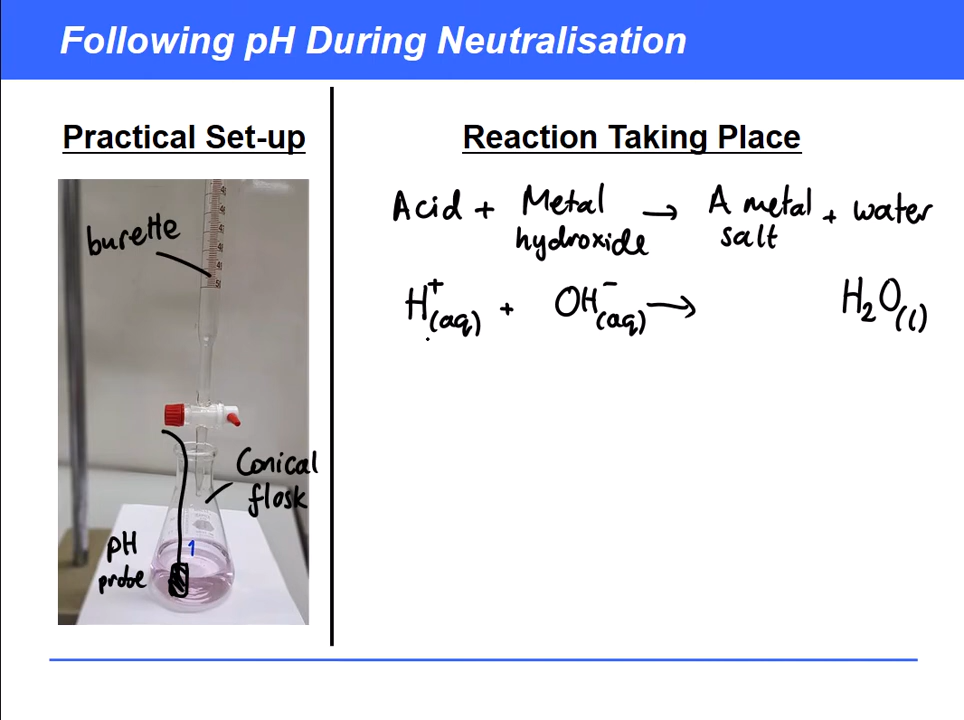 Following pH During Neutralisation
Practical Set-up
burette
Conical
flask
pH
probe
1
Reaction Taking Place
Acid + Metal hydroxide → A metal salt + water
H⁺(aq) + OH⁻(aq) → H₂O(l)